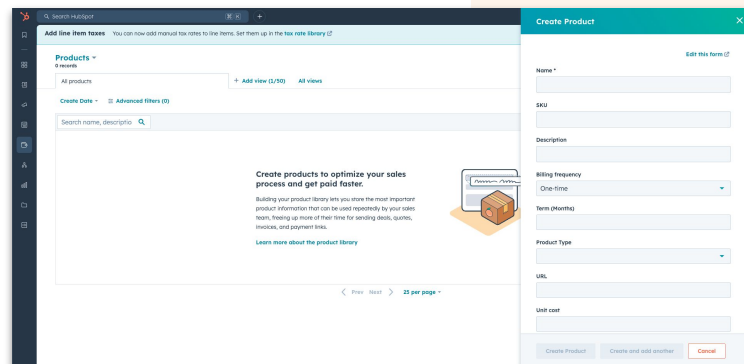 Search HubSpot
⌘ K
+
Add line item taxes You can now add manual tax rates to line items. Set them up in the tax rate library
Products
0 records
All products
+ Add view (1/50)
All views
Create Date
Advanced filters (0)
Search name, descriptio
Create products to optimize your sales
process and get paid faster.
Building your product library lets you store the most important
product information that can be used repeatedly by your sales
team, freeing up more of their time for sending deals, quotes,
invoices, and payment links.
Learn more about the product library
Prev Next 25 per page
Create Product
Edit this form
Name *
SKU
Description
Billing frequency
One-time
Term (Months)
Product Type
URL
Unit cost
Create Product
Create and add another
Cancel